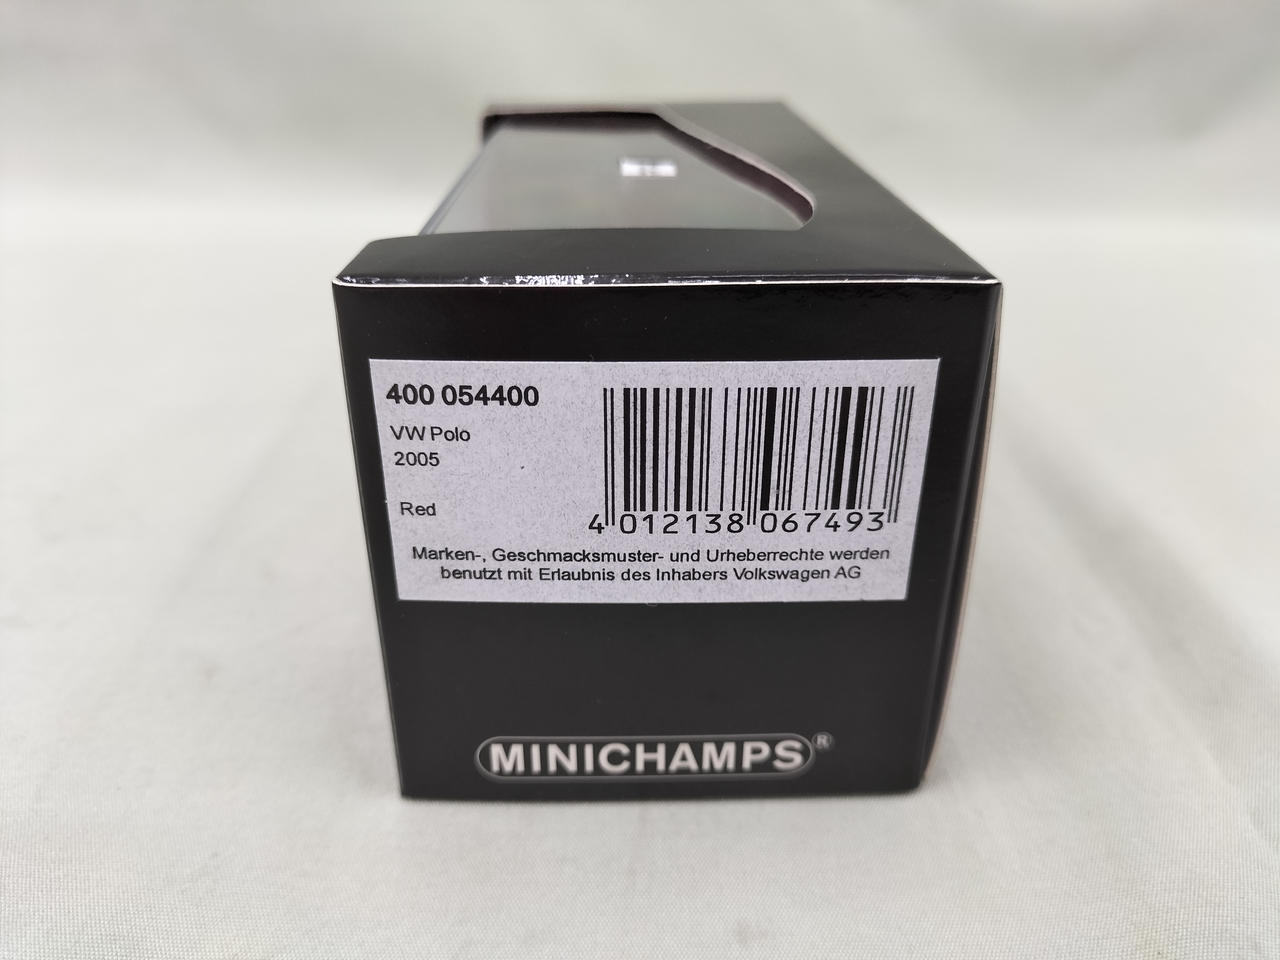 400 054400
VW Polo
2005
Red
4 012138 067493
Marken-, Geschmacksmuster- und Urheberrechte werden
benutzt mit Erlaubnis des Inhabers Volkswagen AG
MINICHAMPS®